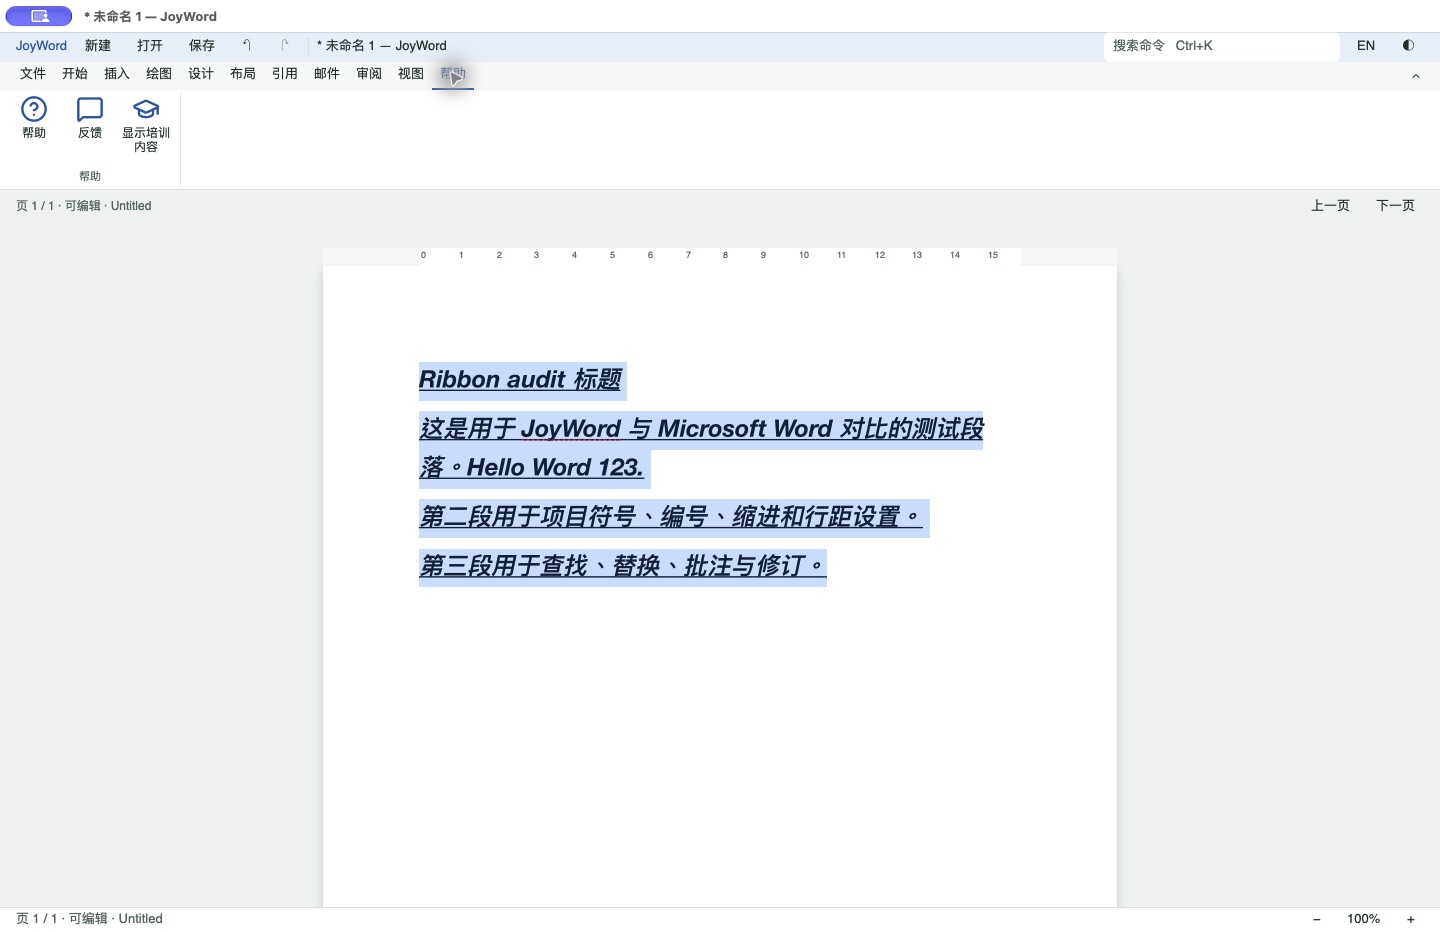 * 未命名 1 — JoyWord
JoyWord 新建 打开 保存 * 未命名 1 — JoyWord 搜索命令 Ctrl+K EN
文件 开始 插入 绘图 设计 布局 引用 邮件 审阅 视图 帮助
帮助 反馈 显示培训
内容
帮助
页 1 / 1 · 可编辑 · Untitled 上一页 下一页
0 1 2 3 4 5 6 7 8 9 10 11 12 13 14 15
Ribbon audit 标题
这是用于 JoyWord 与 Microsoft Word 对比的测试段
落。Hello Word 123.
第二段用于项目符号、编号、缩进和行距设置。
第三段用于查找、替换、批注与修订。
页 1 / 1 · 可编辑 · Untitled − 100% +